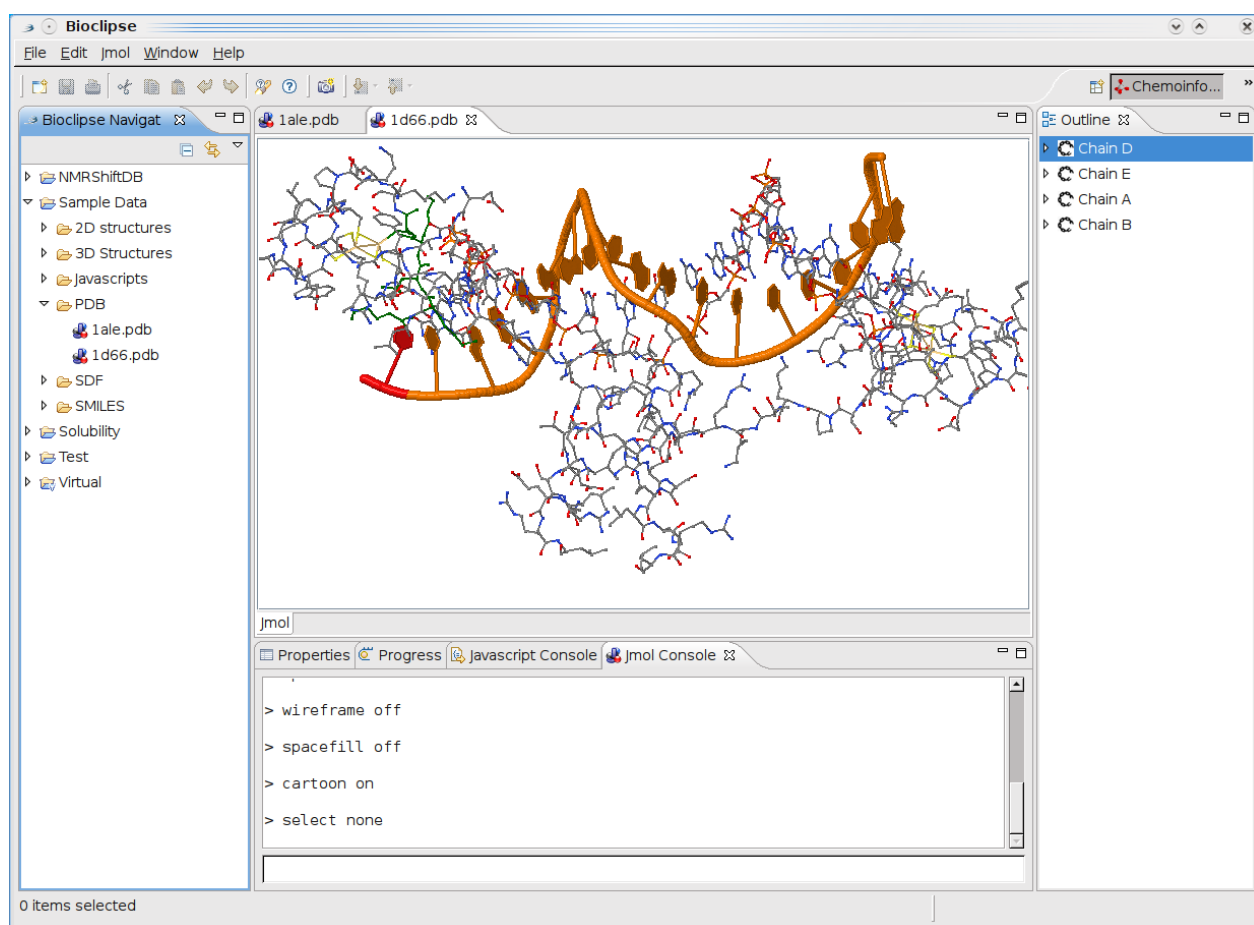 Bioclipse
File Edit Jmol Window Help
Chemoinfo... »
Bioclipse Navigat
NMRShiftDB
Sample Data
2D structures
3D Structures
Javascripts
PDB
1ale.pdb
1d66.pdb
SDF
SMILES
Solubility
Test
Virtual
1ale.pdb 1d66.pdb
Jmol
Properties Progress Javascript Console Jmol Console
> wireframe off
> spacefill off
> cartoon on
> select none
Outline
Chain D
Chain E
Chain A
Chain B
0 items selected